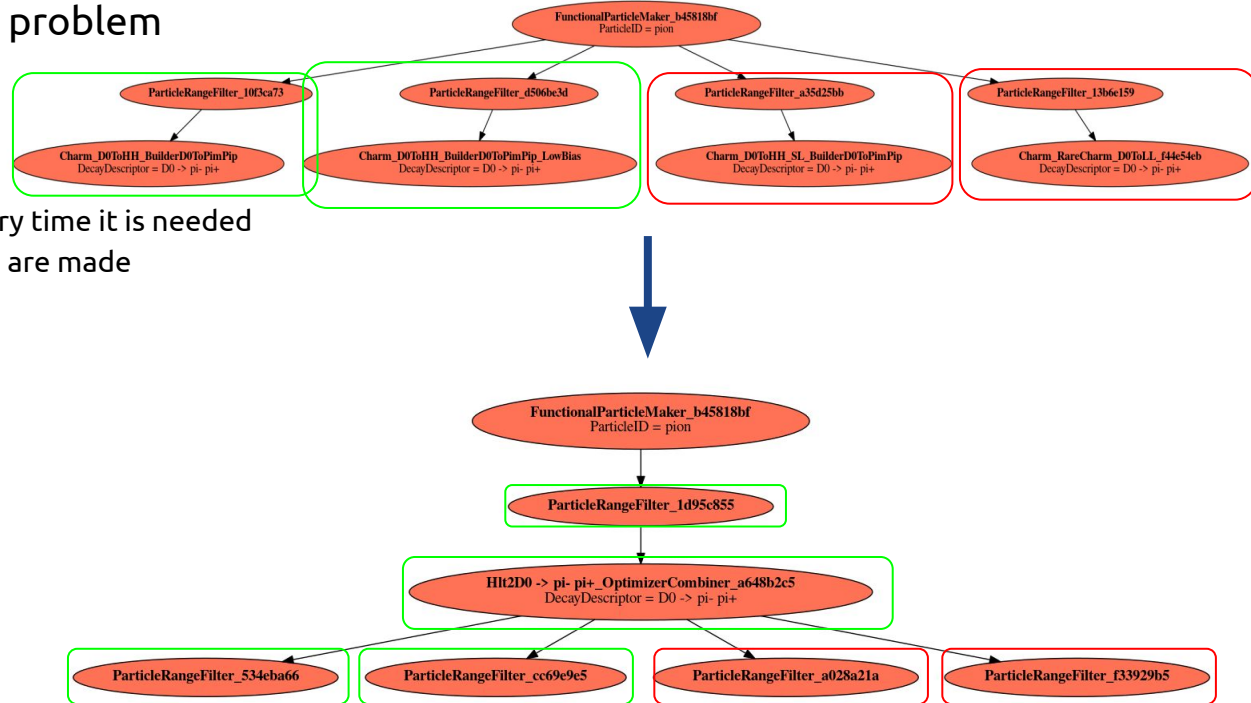 problem
FunctionalParticleMaker_b45818bf
ParticleID = pion
ParticleRangeFilter_10f3ca73
ParticleRangeFilter_d506be3d
ParticleRangeFilter_a35d25bb
ParticleRangeFilter_13b6e159
Charm_D0ToHH_BuilderD0ToPimPip
DecayDescriptor = D0 -> pi- pi+
Charm_D0ToHH_BuilderD0ToPimPip_LowBias
DecayDescriptor = D0 -> pi- pi+
Charm_D0ToHH_SL_BuilderD0ToPimPip
DecayDescriptor = D0 -> pi- pi+
Charm_RareCharm_D0ToLL_f44e54eb
DecayDescriptor = D0 -> pi- pi+
ry time it is needed
are made
FunctionalParticleMaker_b45818bf
ParticleID = pion
ParticleRangeFilter_1d95c855
Hlt2D0 -> pi- pi+_OptimizerCombiner_a648b2c5
DecayDescriptor = D0 -> pi- pi+
ParticleRangeFilter_534eba66
ParticleRangeFilter_cc69e9e5
ParticleRangeFilter_a028a21a
ParticleRangeFilter_f33929b5